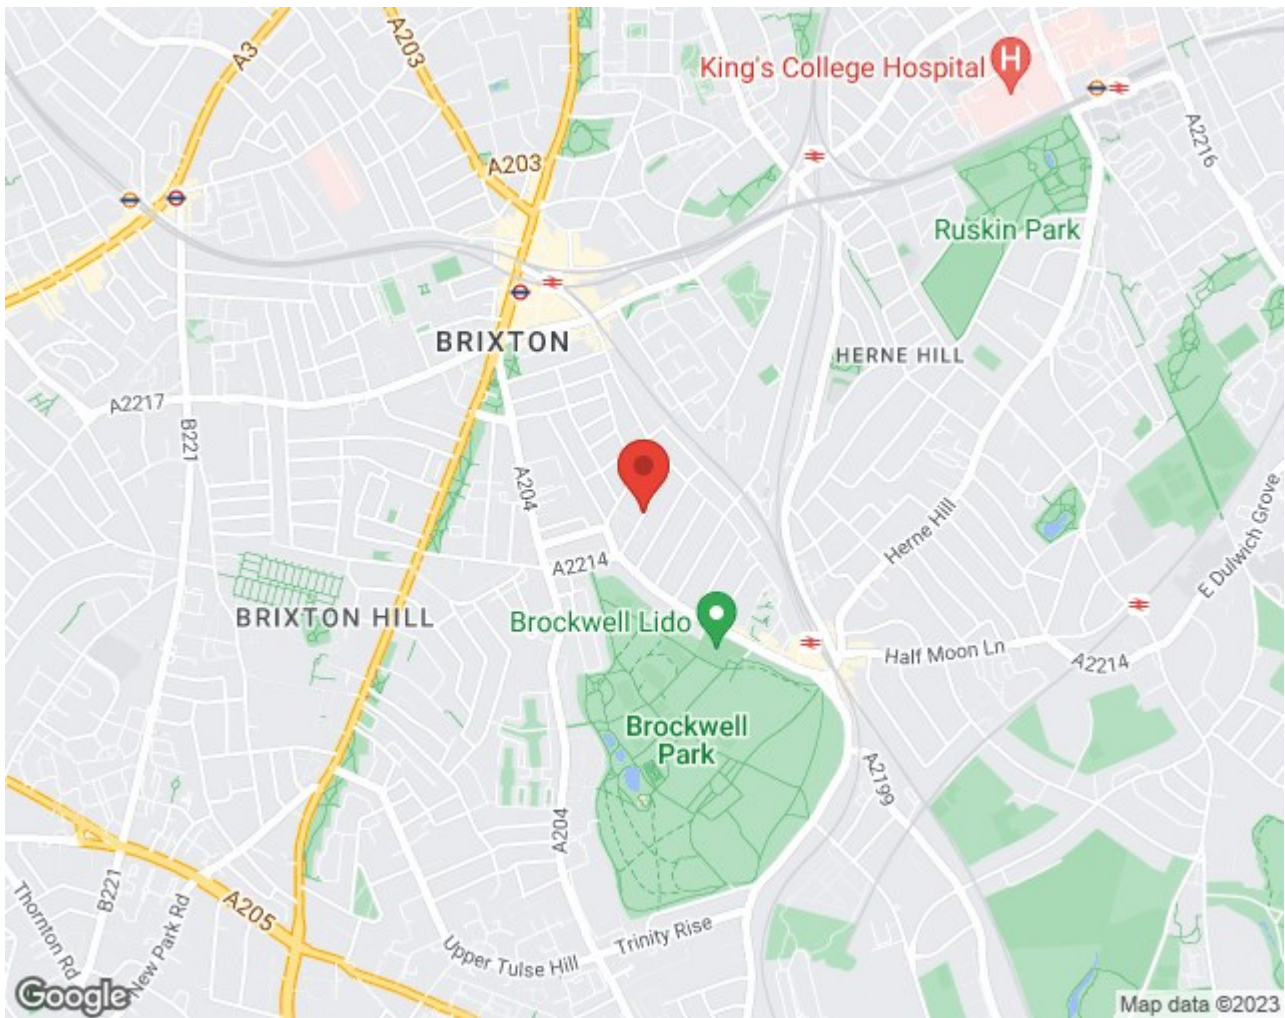 A3
A203
King's College Hospital
H
A2216
A203
Ruskin Park
BRIXTON
HERNE HILL
A2217
B221
A204
Herne Hill
E Dulwich Grove
A2214
BRIXTON HILL
Brockwell Lido
Half Moon Ln
A2214
Brockwell
Park
A2199
A204
B221
A205
Thornton Rd
New Park Rd
Upper Tulse Hill
Trinity Rise
Google
Map data ©2023